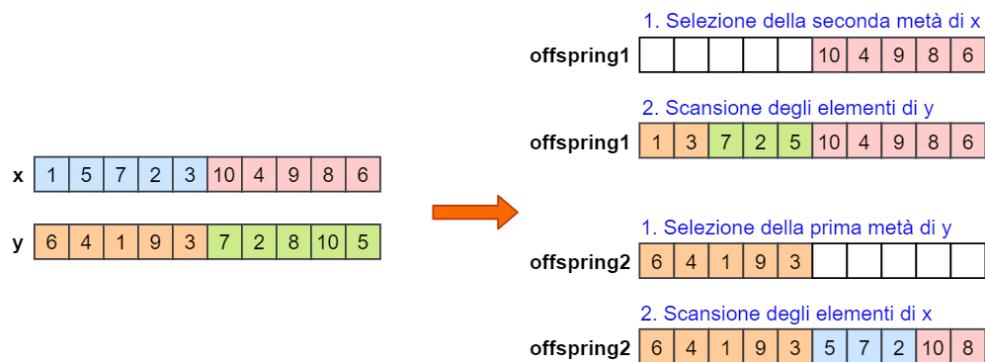 x 1 5 7 2 3 10 4 9 8 6
y 6 4 1 9 3 7 2 8 10 5
1. Selezione della seconda metà di x
offspring1 10 4 9 8 6
2. Scansione degli elementi di y
offspring1 1 3 7 2 5 10 4 9 8 6
1. Selezione della prima metà di y
offspring2 6 4 1 9 3
2. Scansione degli elementi di x
offspring2 6 4 1 9 3 5 7 2 10 8